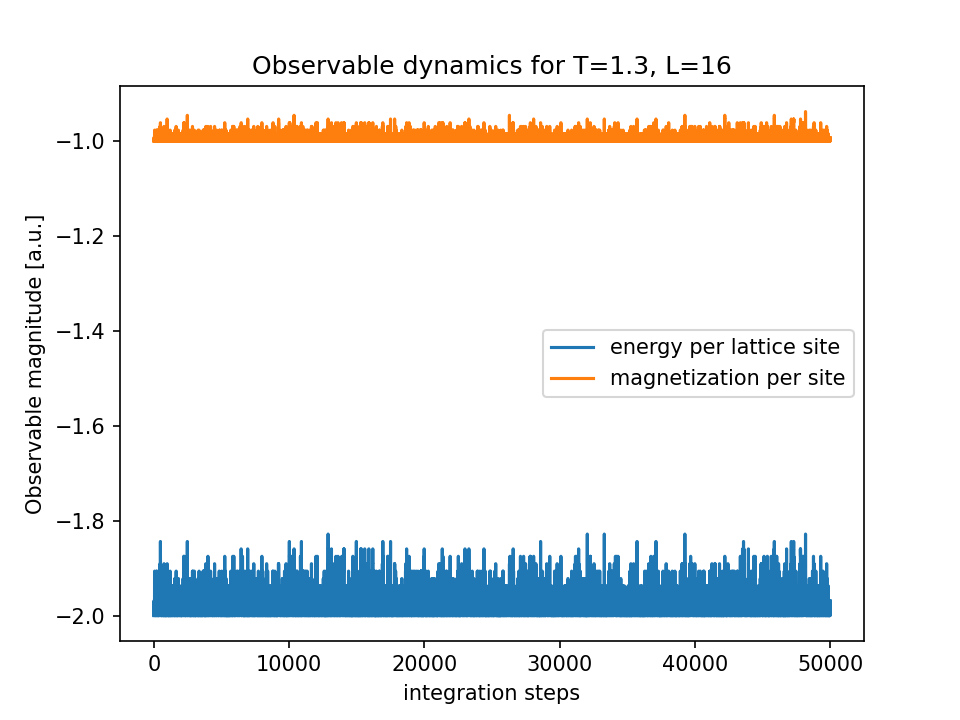 Observable dynamics for T=1.3, L=16
Observable magnitude [a.u.]
−1.0
−1.2
−1.4
−1.6
−1.8
−2.0
energy per lattice site
magnetization per site
0 10000 20000 30000 40000 50000
integration steps